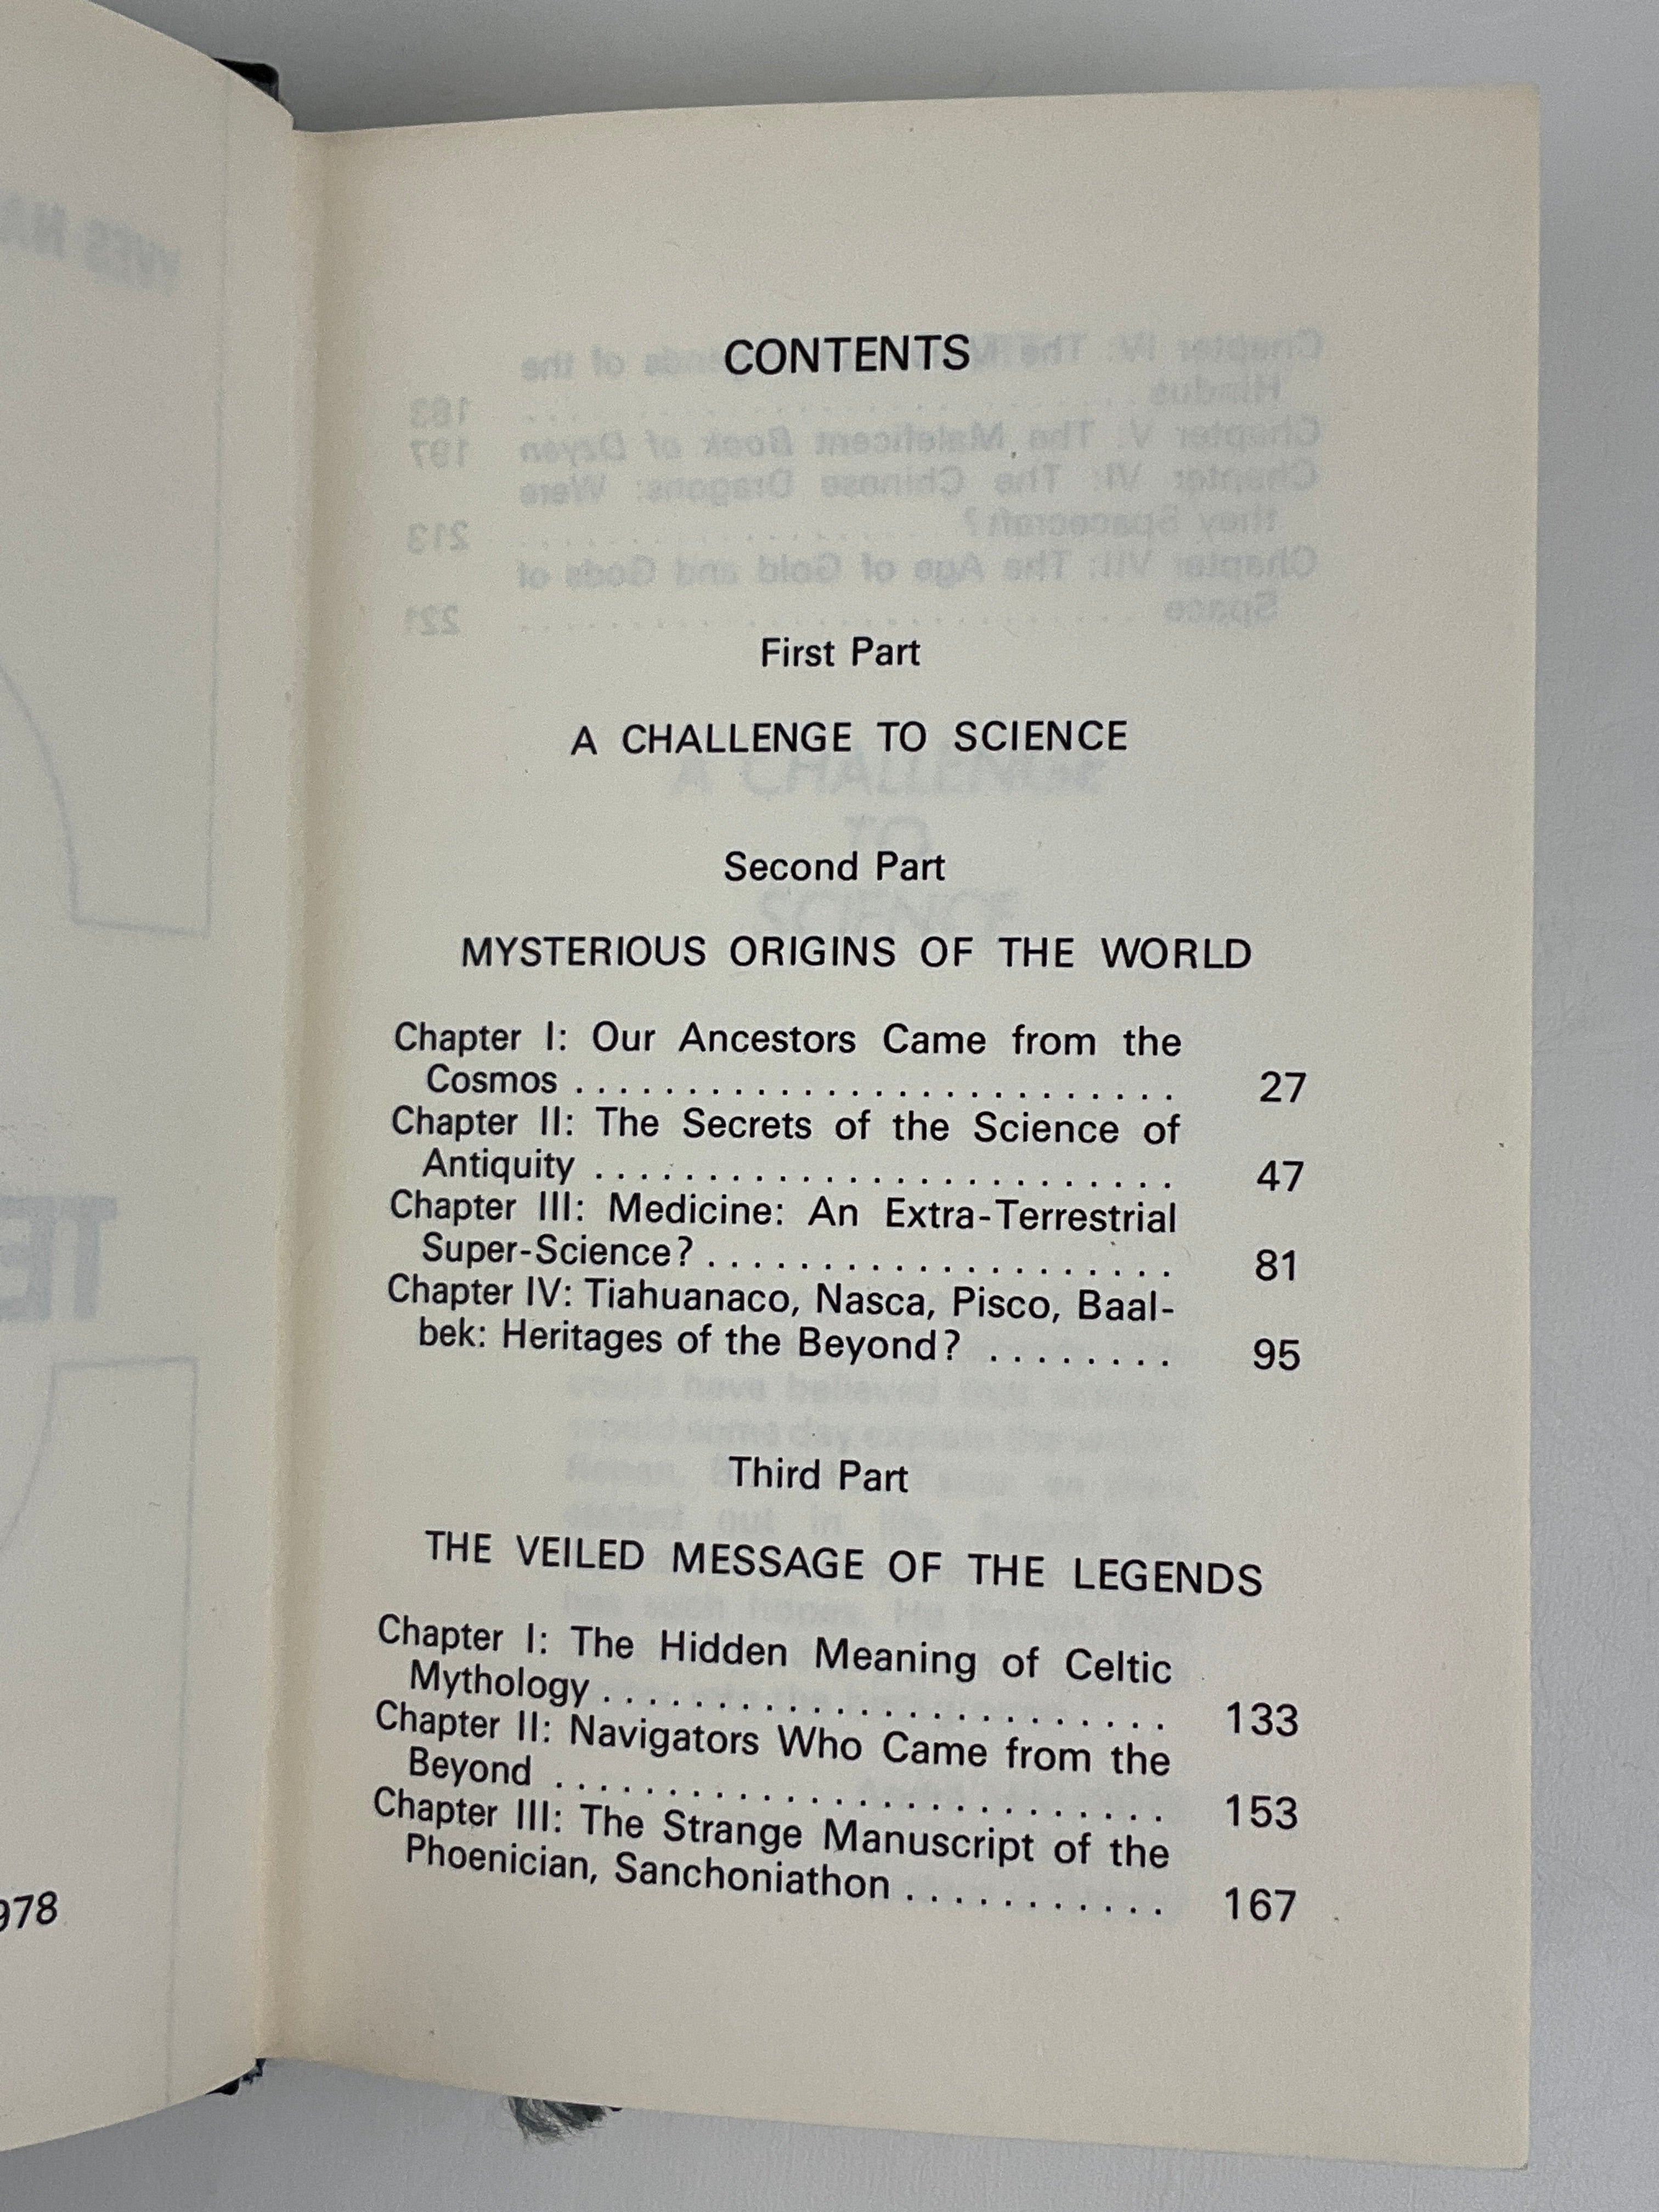 CONTENTS
First Part
A CHALLENGE TO SCIENCE
Second Part
MYSTERIOUS ORIGINS OF THE WORLD
Chapter I: Our Ancestors Came from the
Cosmos . . . . . . . . . . . . . . . . . . . . . . . . . . 27
Chapter II: The Secrets of the Science of
Antiquity . . . . . . . . . . . . . . . . . . . . . . . . . 47
Chapter III: Medicine: An Extra-Terrestrial
Super-Science? . . . . . . . . . . . . . . . . . . . . 81
Chapter IV: Tiahuanaco, Nasca, Pisco, Baal-
bek: Heritages of the Beyond? . . . . . . . . 95
Third Part
THE VEILED MESSAGE OF THE LEGENDS
Chapter I: The Hidden Meaning of Celtic
Mythology . . . . . . . . . . . . . . . . . . . . . . . . 133
Chapter II: Navigators Who Came from the
Beyond . . . . . . . . . . . . . . . . . . . . . . . . . . 153
Chapter III: The Strange Manuscript of the
Phoenician, Sanchoniathon . . . . . . . . . . . 167
978